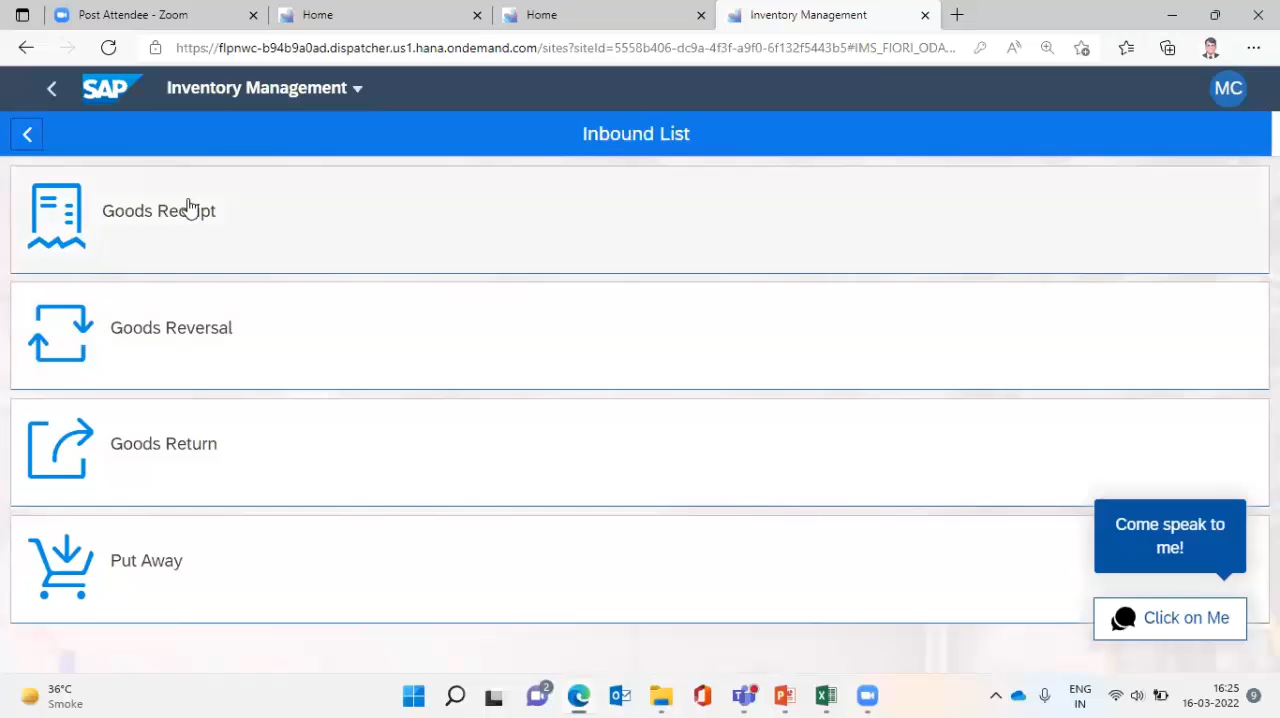 Post Attendee - Zoom
Home
Home
Inventory Management
https://flpnwc-b94b9a0ad.dispatcher.us1.hana.ondemand.com/sites?siteId=5558b406-dc9a-4f3f-a9f0-6f132f5443b5#IMS_FIORI_ODA...
SAP
Inventory Management
MC
Inbound List
Goods Receipt
Goods Reversal
Goods Return
Put Away
Come speak to
me!
Click on Me
36°C
Smoke
2
ENG
IN
16:25
16-03-2022
9